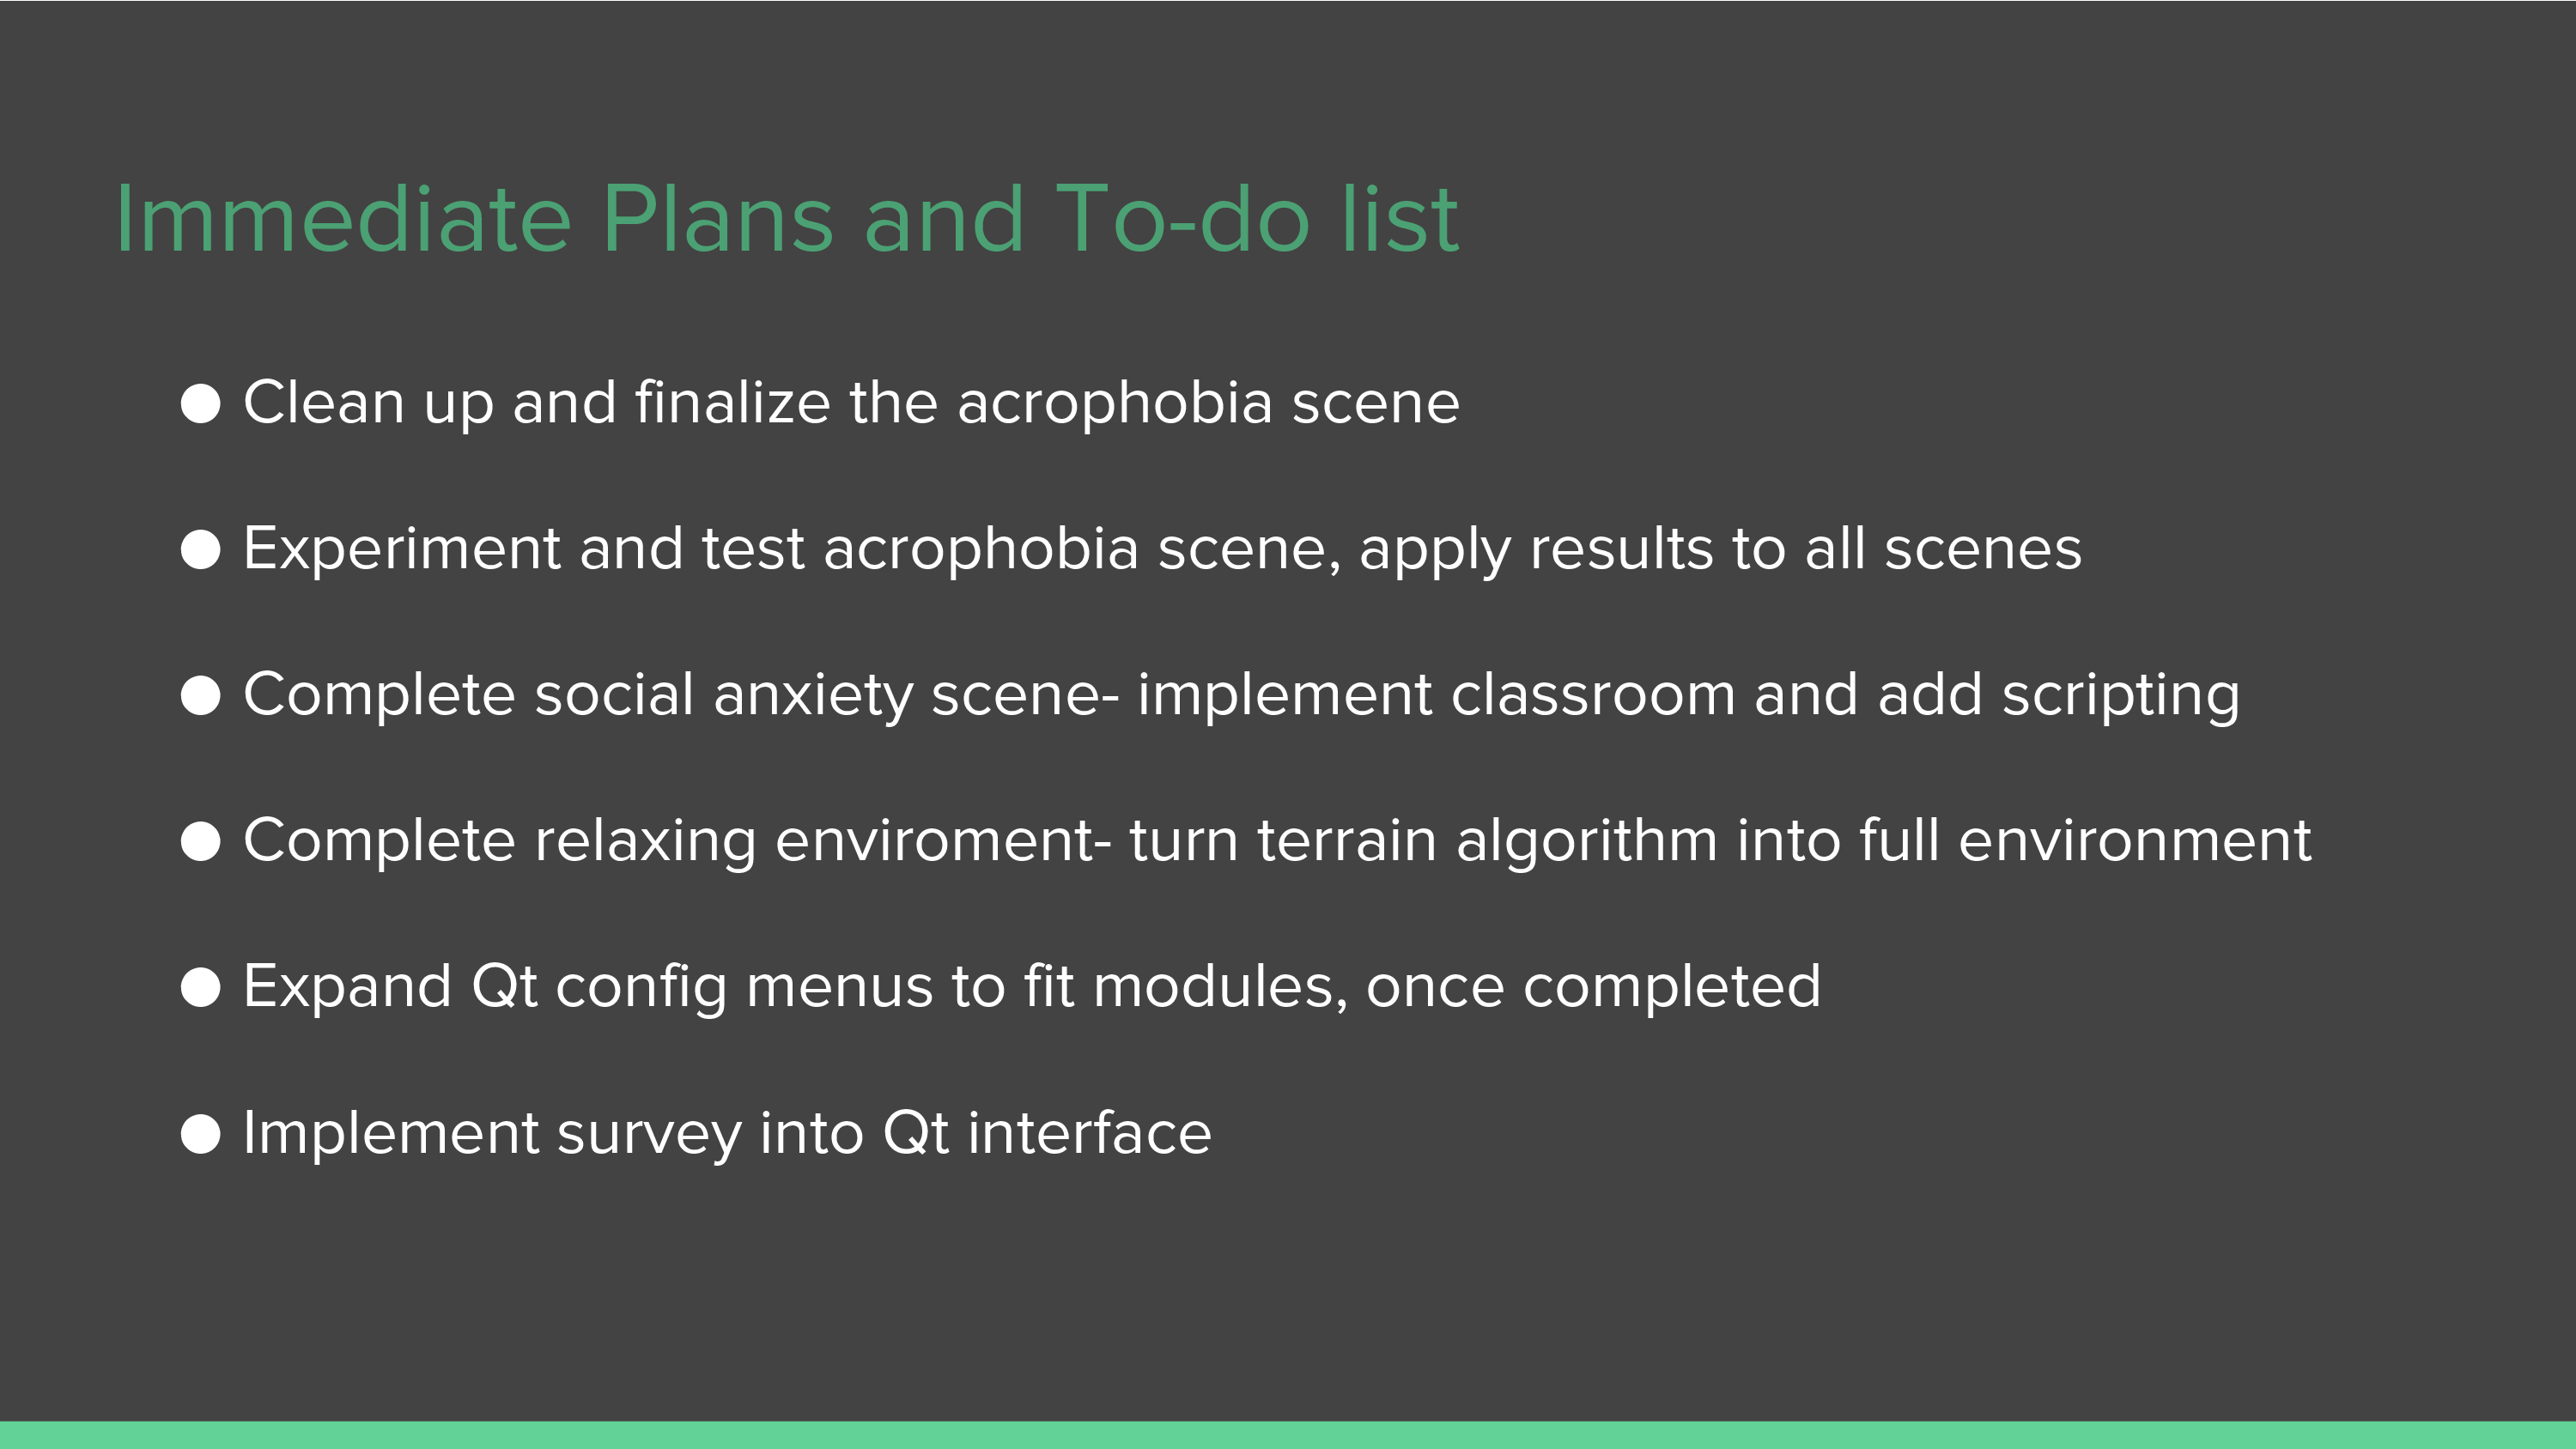 Immediate Plans and To-do list
● Clean up and finalize the acrophobia scene
● Experiment and test acrophobia scene, apply results to all scenes
● Complete social anxiety scene- implement classroom and add scripting
● Complete relaxing enviroment- turn terrain algorithm into full environment
● Expand Qt config menus to fit modules, once completed
● Implement survey into Qt interface